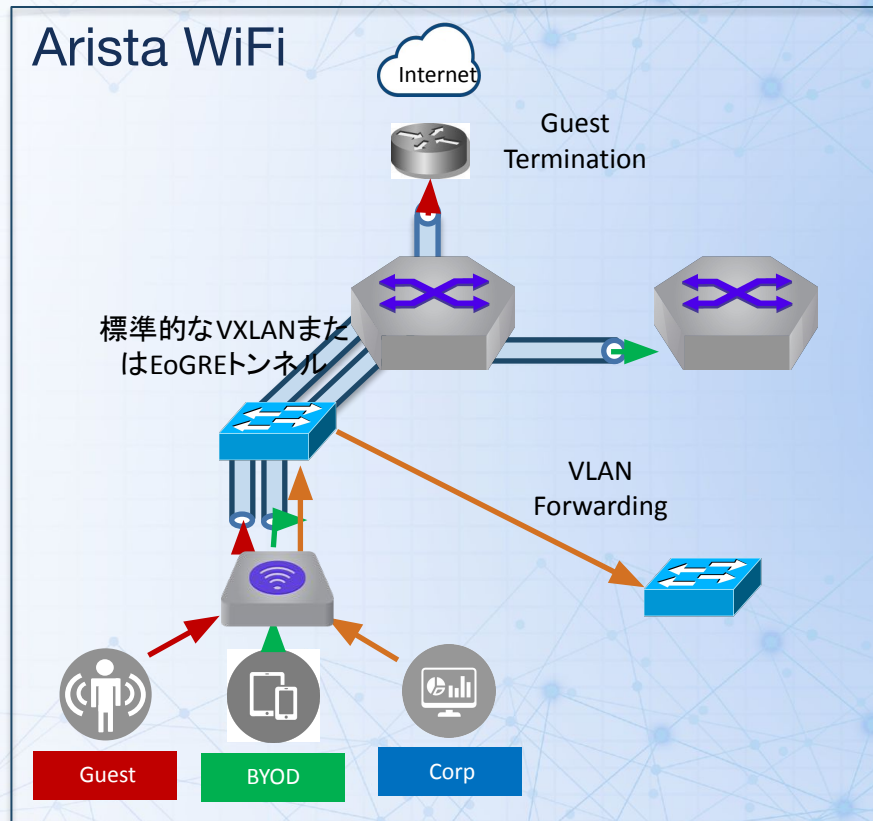 Arista WiFi
Internet
Guest
Termination
標準的なVXLANまた
はEoGREトンネル
VLAN
Forwarding
Guest
BYOD
Corp